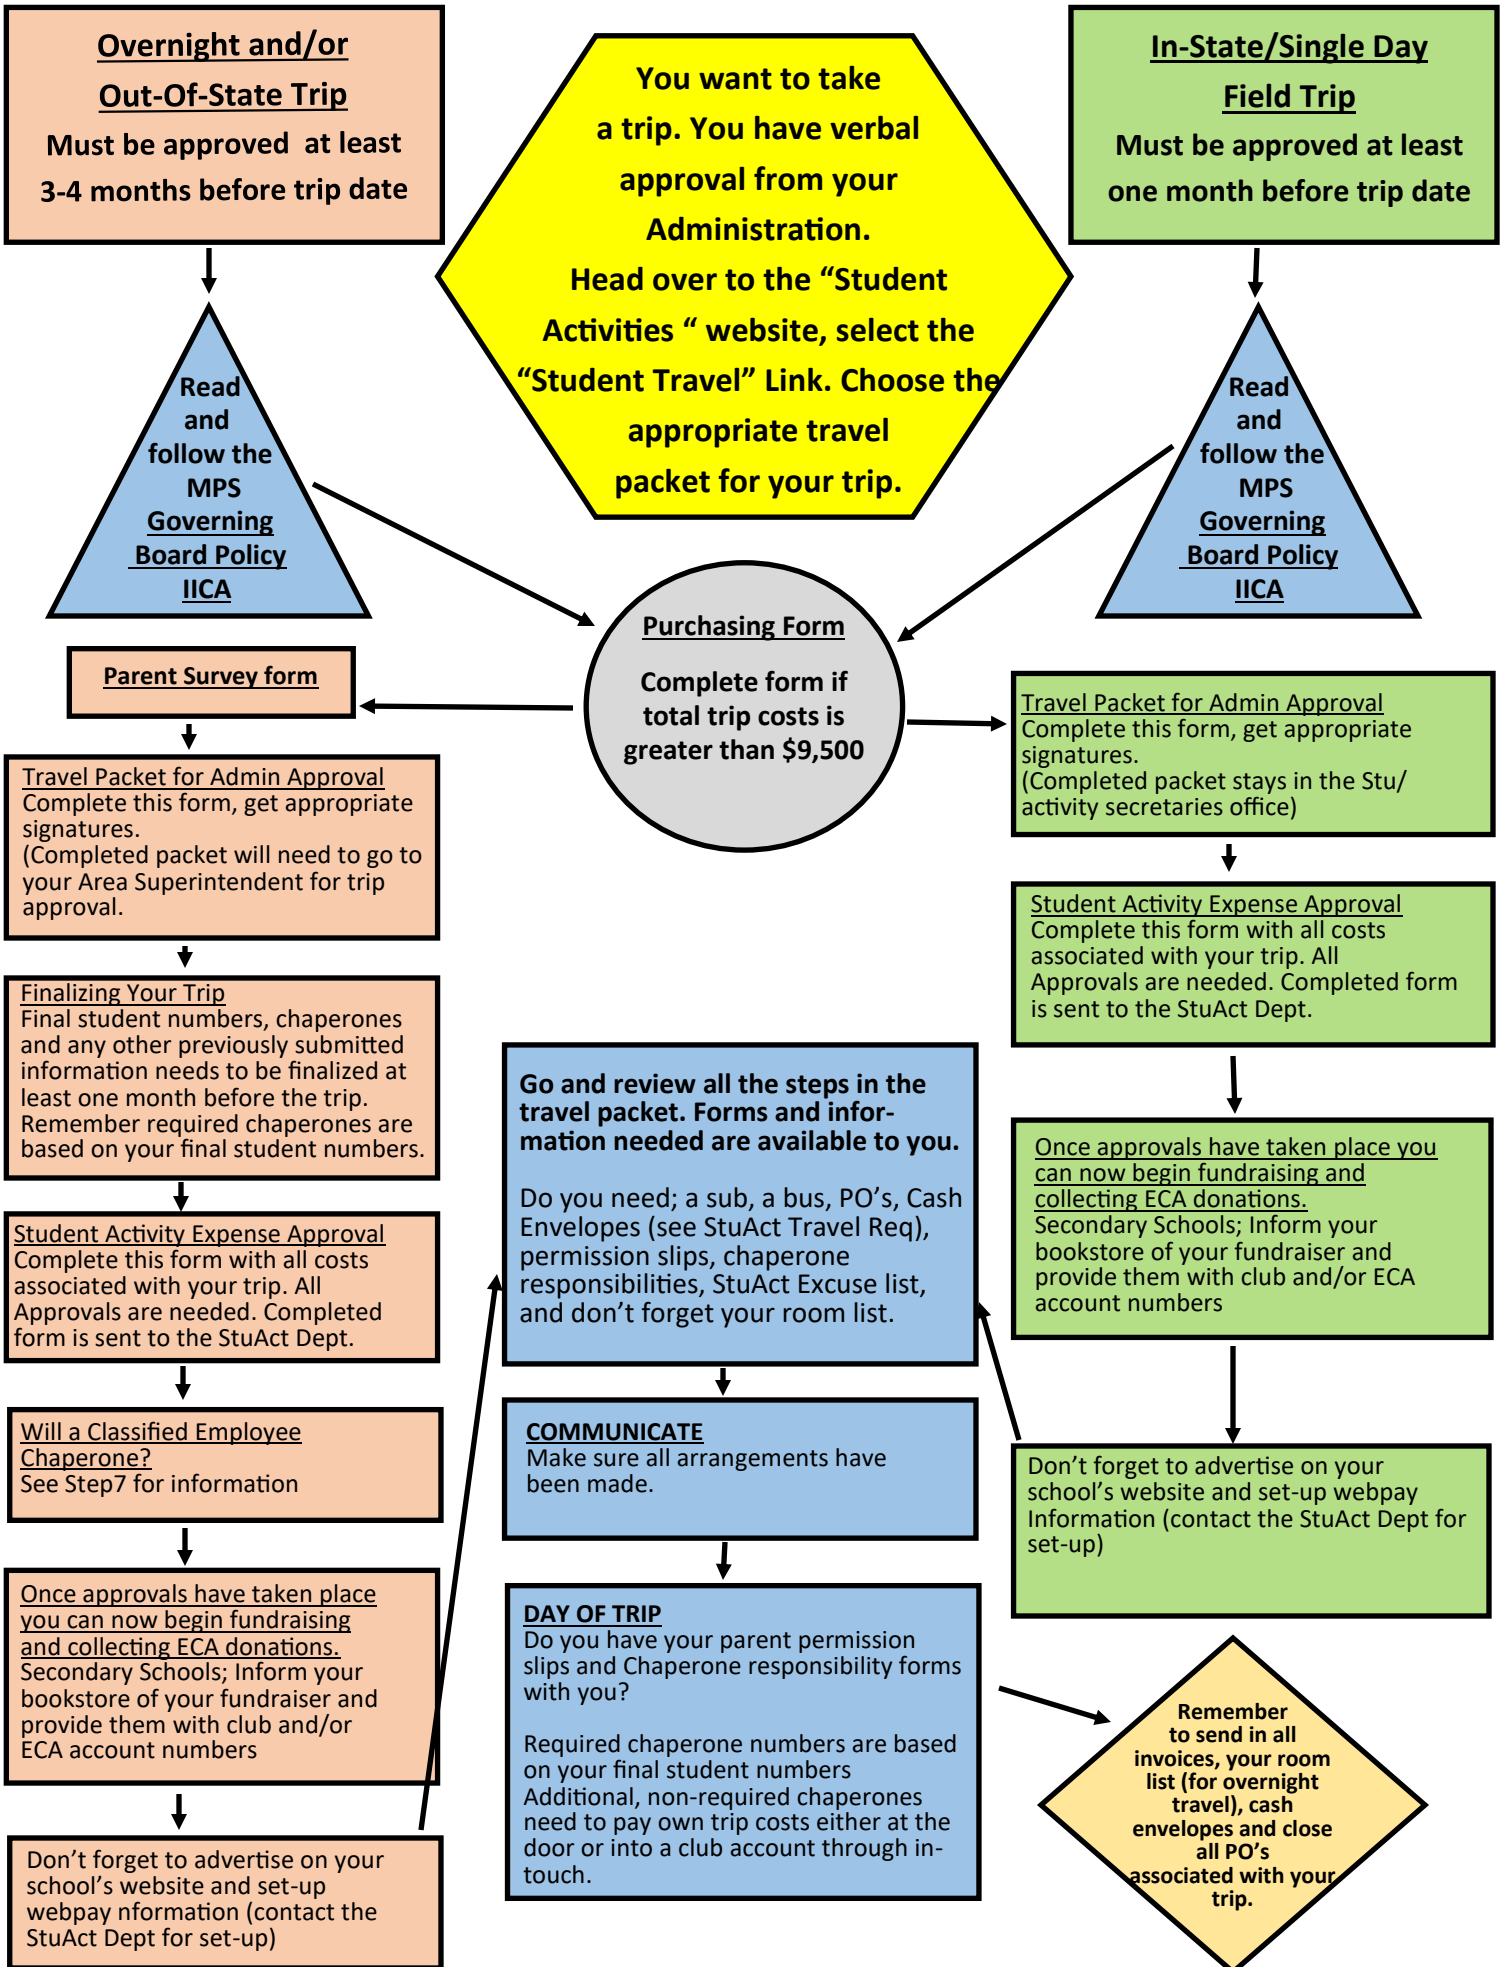 Overnight and/or
Out-Of-State Trip
Must be approved  at least
3-4 months before trip date
You want to take
a trip. You have verbal
approval from your
Administration.
Head over to the “Student
Activities “ website, select the
“Student Travel” Link. Choose the
appropriate travel
packet for your trip.
In-State/Single Day
Field Trip
Must be approved at least
one month before trip date
Read
and
follow the
MPS
Governing
Board Policy
IICA
Read
and
follow the
MPS
Governing
Board Policy
IICA
Purchasing Form
Complete form if
total trip costs is
greater than $9,500
Parent Survey form
Travel Packet for Admin Approval
Complete this form, get appropriate
signatures.
(Completed packet will need to go to
your Area Superintendent for trip
approval.
Finalizing Your Trip
Final student numbers, chaperones
and any other previously submitted
information needs to be finalized at
least one month before the trip.
Remember required chaperones are
based on your final student numbers.
Student Activity Expense Approval
Complete this form with all costs
associated with your trip. All
Approvals are needed. Completed
form is sent to the StuAct Dept.
Will a Classified Employee
Chaperone?
See Step7 for information
Once approvals have taken place
you can now begin fundraising
and collecting ECA donations.
Secondary Schools; Inform your
bookstore of your fundraiser and
provide them with club and/or
ECA account numbers
Don’t forget to advertise on your
school’s website and set-up
webpay nformation (contact the
StuAct Dept for set-up)
Travel Packet for Admin Approval
Complete this form, get appropriate
signatures.
(Completed packet stays in the Stu/
activity secretaries office)
Student Activity Expense Approval
Complete this form with all costs
associated with your trip. All
Approvals are needed. Completed form
is sent to the StuAct Dept.
Once approvals have taken place you
can now begin fundraising and
collecting ECA donations.
Secondary Schools; Inform your
bookstore of your fundraiser and
provide them with club and/or ECA
account numbers
Don’t forget to advertise on your
school’s website and set-up webpay
Information (contact the StuAct Dept for
set-up)
Go and review all the steps in the
travel packet. Forms and infor-
mation needed are available to you.
Do you need; a sub, a bus, PO’s, Cash
Envelopes (see StuAct Travel Req),
permission slips, chaperone
responsibilities, StuAct Excuse list,
and don’t forget your room list.
COMMUNICATE
Make sure all arrangements have
been made.
DAY OF TRIP
Do you have your parent permission
slips and Chaperone responsibility forms
with you?
Required chaperone numbers are based
on your final student numbers
Additional, non-required chaperones
need to pay own trip costs either at the
door or into a club account through in-
touch.
Remember
to send in all
invoices, your room
list (for overnight
travel), cash
envelopes and close
all PO’s
associated with your
trip.